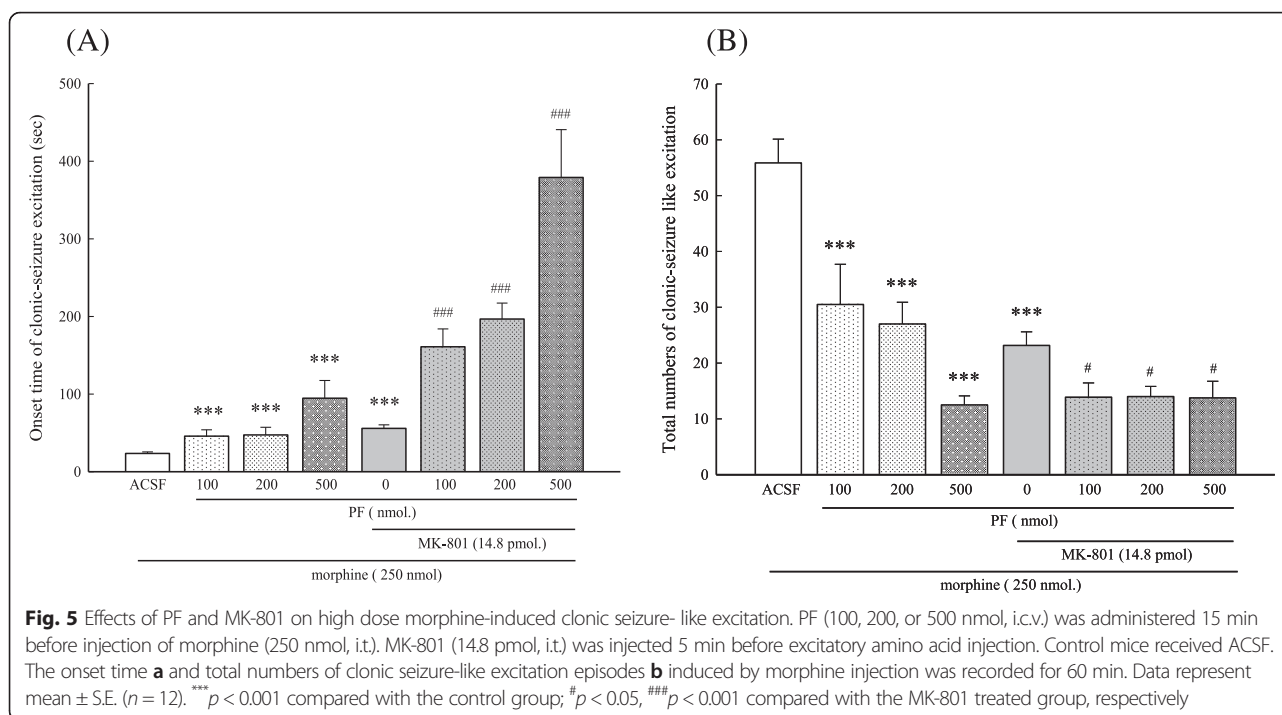 (A)
500
400
300
200
100
0
Onset time of clonic-seizure excitation (sec)
***
***
***
***
###
###
###
ACSF 100 200 500 0 100 200 500
PF ( nmol.)
MK-801 (14.8 pmol.)
morphine ( 250 nmol)
(B)
70
60
50
40
30
20
10
0
Total numbers of clonic-seizure like excitation
***
***
***
***
#
#
#
ACSF 100 200 500 0 100 200 500
PF ( nmol)
MK-801 (14.8 pmol)
morphine (250 nmol.)
Fig. 5 Effects of PF and MK-801 on high dose morphine-induced clonic seizure- like excitation. PF (100, 200, or 500 nmol, i.c.v.) was administered 15 min
before injection of morphine (250 nmol, i.t.). MK-801 (14.8 pmol, i.t.) was injected 5 min before excitatory amino acid injection. Control mice received ACSF.
The onset time a and total numbers of clonic seizure-like excitation episodes b induced by morphine injection was recorded for 60 min. Data represent
mean ± S.E. (n = 12). ***p < 0.001 compared with the control group; #p < 0.05, ###p < 0.001 compared with the MK-801 treated group, respectively